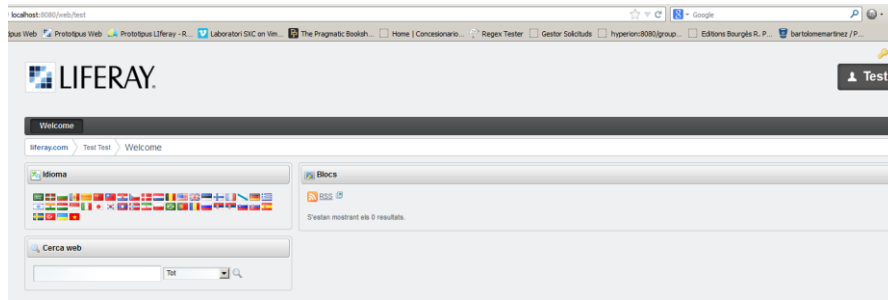 localhost:8080/web/test
Google
pus Web
Prototipus Web
Prototipus LIferay - R...
Laboratori SXC on Vim...
The Pragmatic Booksh...
Home | Concesionario...
Regex Tester
Gestor Solicituds
hyperion:8080/group...
Editions Bourgès R. P...
bartolomemartinez / P...
LIFERAY.
Test
Welcome
liferay.com
Test Test
Welcome
Idioma
Blocs
RSS
S'estan mostrant els 0 resultats.
Cerca web
Tot